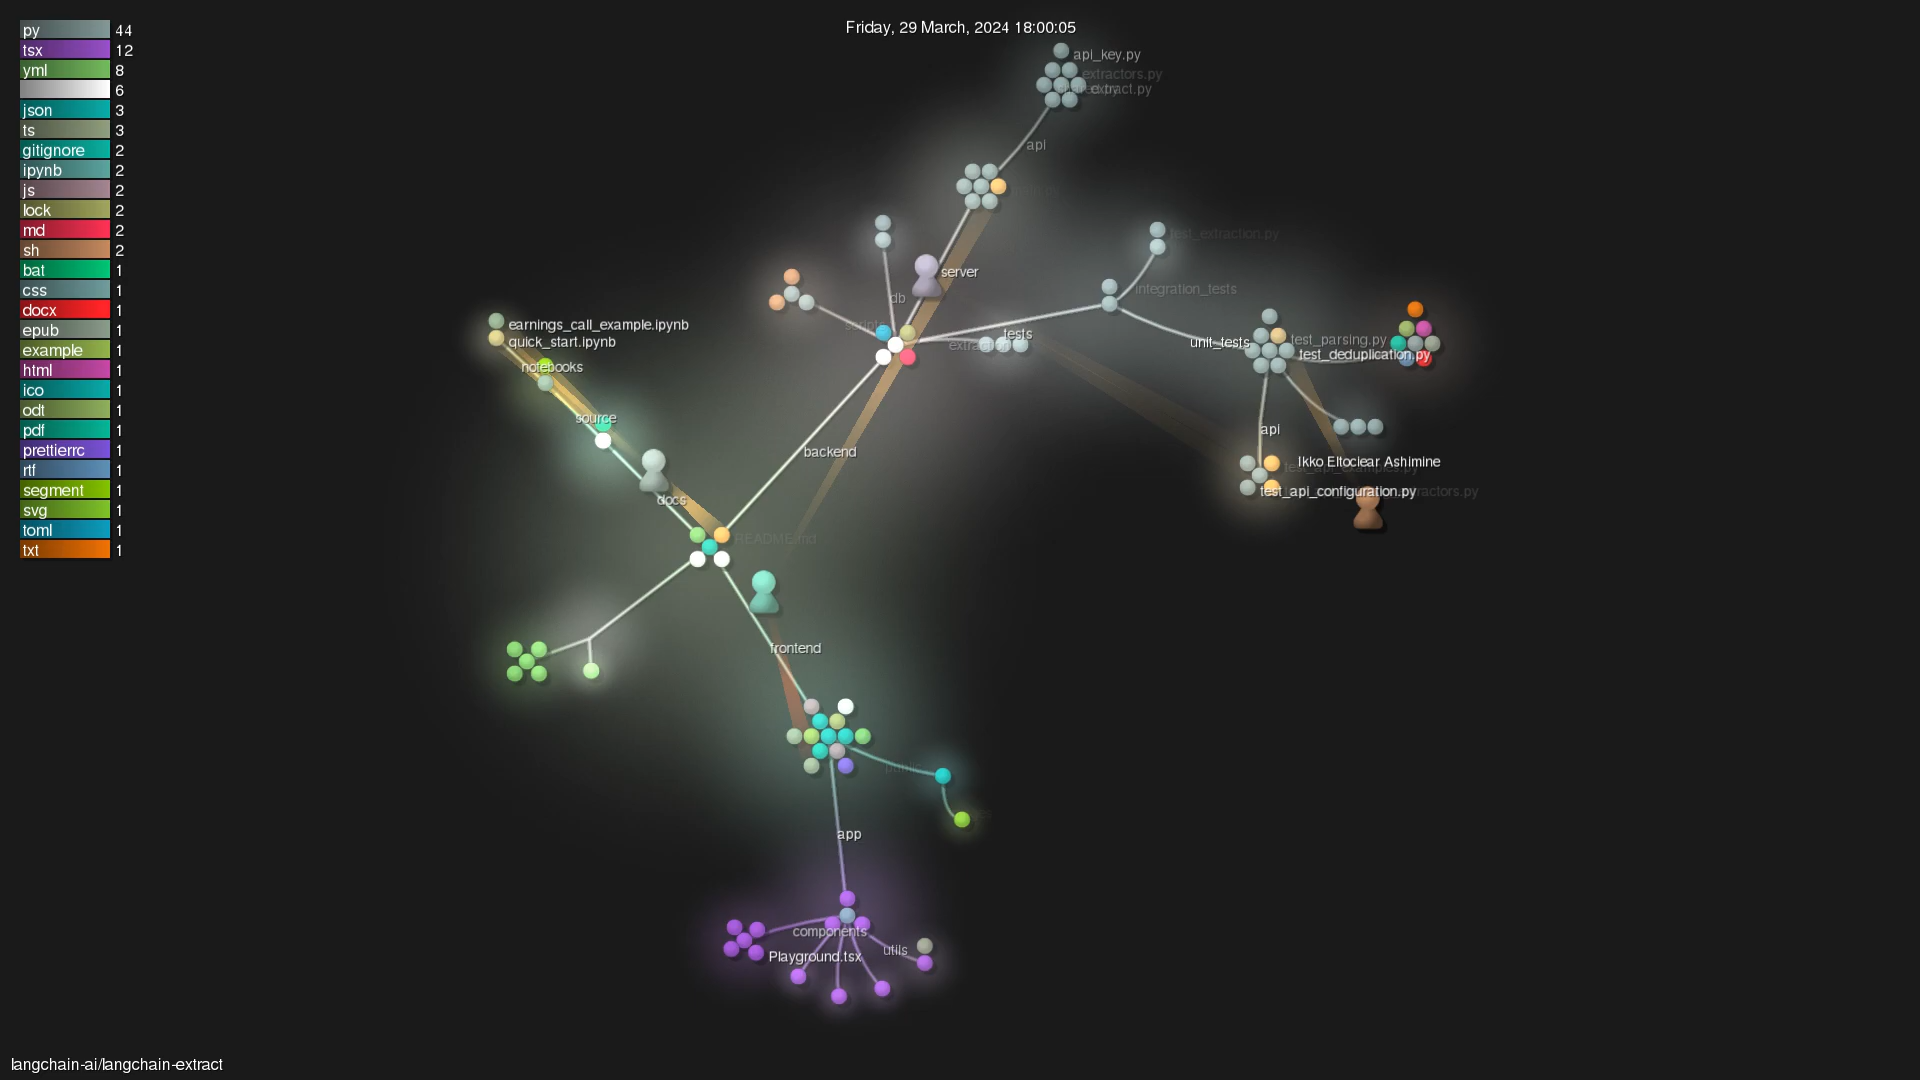 Friday, 29 March, 2024 18:00:05
py 44
tsx 12
yml 8
6
json 3
ts 3
gitignore 2
ipynb 2
js 2
lock 2
md 2
sh 2
bat 1
css 1
docx 1
epub 1
example 1
html 1
ico 1
odt 1
pdf 1
prettierrc 1
rtf 1
segment 1
svg 1
toml 1
txt 1
api_key.py
extractors.py
extract.py
api
test_extraction.py
server
integration_tests
db
scripts
earnings_call_example.ipynb
quick_start.ipynb
tests
unit_tests
test_parsing.py
test_deduplication.py
notebooks
source
api
backend
Ikko Eltociear Ashimine
test_api_examples.py
test_api_configuration.py
docs
README.md
frontend
public
app
components
utils
Playground.tsx
langchain-ai/langchain-extract